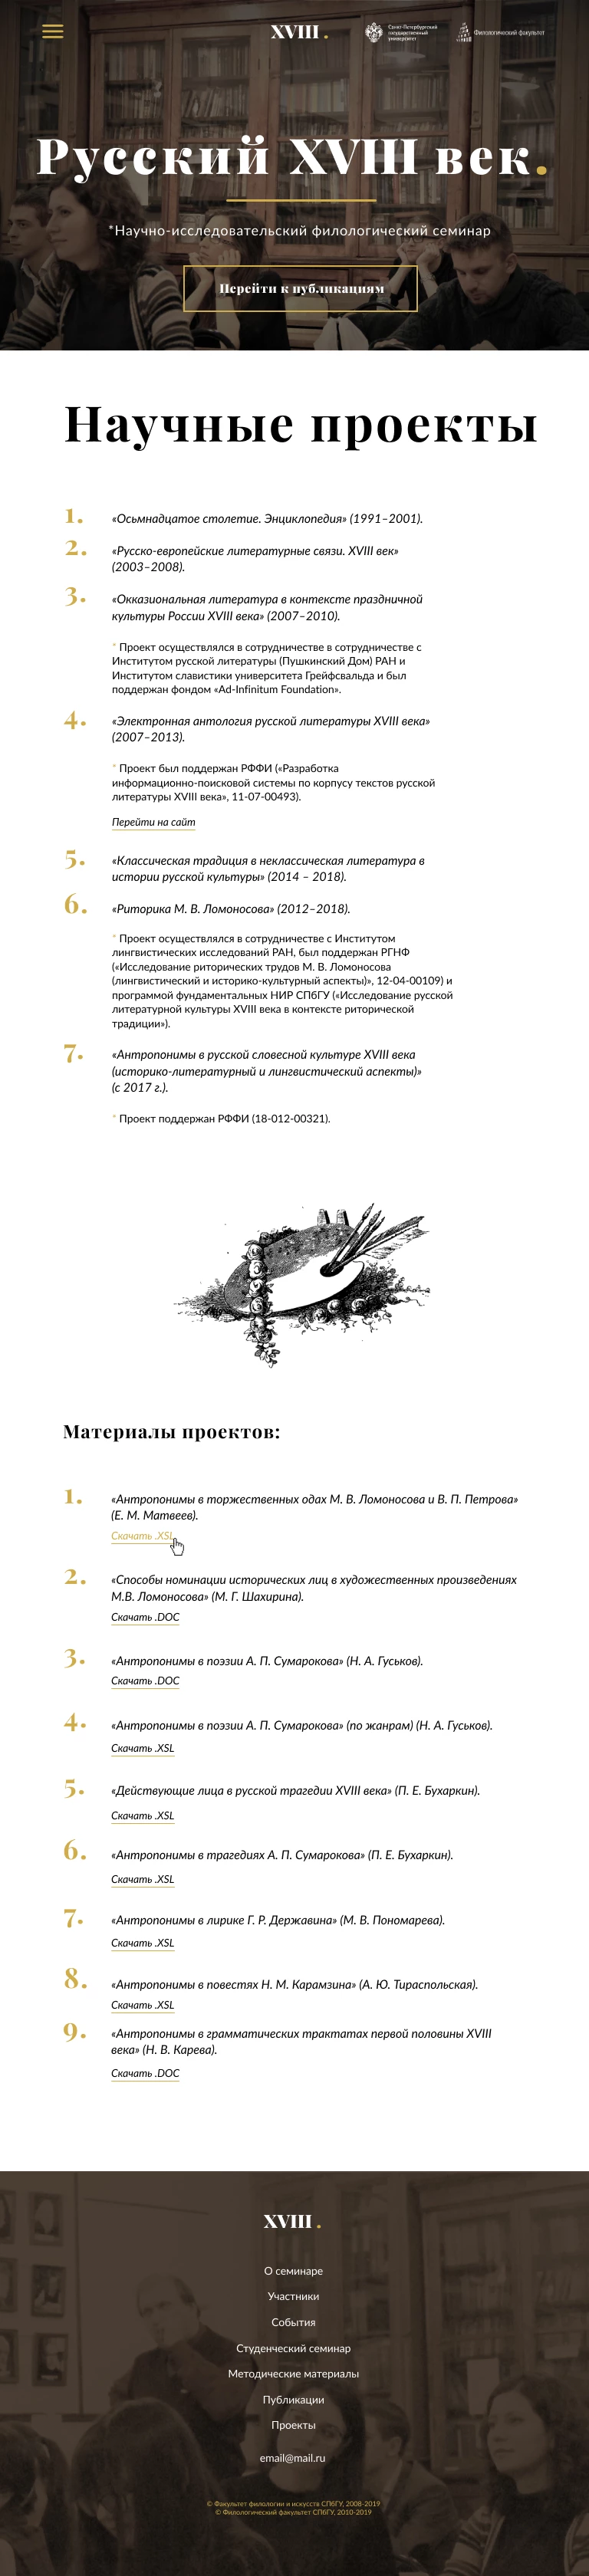 XVIII.
Санкт-Петербургский
государственный
университет
Филологический факультет
Русский XVIII век.
*Научно-исследовательский филологический семинар
Перейти к публикациям
Научные проекты
1. «Осьмнадцатое столетие. Энциклопедия» (1991–2001).
2. «Русско-европейские литературные связи. XVIII век»
(2003–2008).
3. «Окказиональная литература в контексте праздничной
культуры России XVIII века» (2007–2010).
* Проект осуществлялся в сотрудничестве в сотрудничестве с
Институтом русской литературы (Пушкинский Дом) РАН и
Институтом славистики университета Грейфсвальда и был
поддержан фондом «Ad-Infinitum Foundation».
4. «Электронная антология русской литературы XVIII века»
(2007–2013).
* Проект был поддержан РФФИ («Разработка
информационно-поисковой системы по корпусу текстов русской
литературы XVIII века», 11-07-00493).
Перейти на сайт
5. «Классическая традиция в неклассическая литература в
истории русской культуры» (2014 – 2018).
6. «Риторика М. В. Ломоносова» (2012–2018).
* Проект осуществлялся в сотрудничестве с Институтом
лингвистических исследований РАН, был поддержан РГНФ
(«Исследование риторических трудов М. В. Ломоносова
(лингвистический и историко-культурный аспекты)», 12-04-00109) и
программой фундаментальных НИР СПбГУ («Исследование русской
литературной культуры XVIII века в контексте риторической
традиции»).
7. «Антропонимы в русской словесной культуре XVIII века
(историко-литературный и лингвистический аспекты)»
(с 2017 г.).
* Проект поддержан РФФИ (18-012-00321).
Материалы проектов:
1. «Антропонимы в торжественных одах М. В. Ломоносова и В. П. Петрова»
(Е. М. Матвеев).
Скачать .XSL
2. «Способы номинации исторических лиц в художественных произведениях
М.В. Ломоносова» (М. Г. Шахирина).
Скачать .DOC
3. «Антропонимы в поэзии А. П. Сумарокова» (Н. А. Гуськов).
Скачать .DOC
4. «Антропонимы в поэзии А. П. Сумарокова» (по жанрам) (Н. А. Гуськов).
Скачать .XSL
5. «Действующие лица в русской трагедии XVIII века» (П. Е. Бухаркин).
Скачать .XSL
6. «Антропонимы в трагедиях А. П. Сумарокова» (П. Е. Бухаркин).
Скачать .XSL
7. «Антропонимы в лирике Г. Р. Державина» (М. В. Пономарева).
Скачать .XSL
8. «Антропонимы в повестях Н. М. Карамзина» (А. Ю. Тираспольская).
Скачать .XSL
9. «Антропонимы в грамматических трактатах первой половины XVIII
века» (Н. В. Карева).
Скачать .DOC
XVIII.
О семинаре
Участники
События
Студенческий семинар
Методические материалы
Публикации
Проекты
email@mail.ru
© Факультет филологии и искусств СПбГУ, 2008-2019
© Филологический факультет СПбГУ, 2010-2019